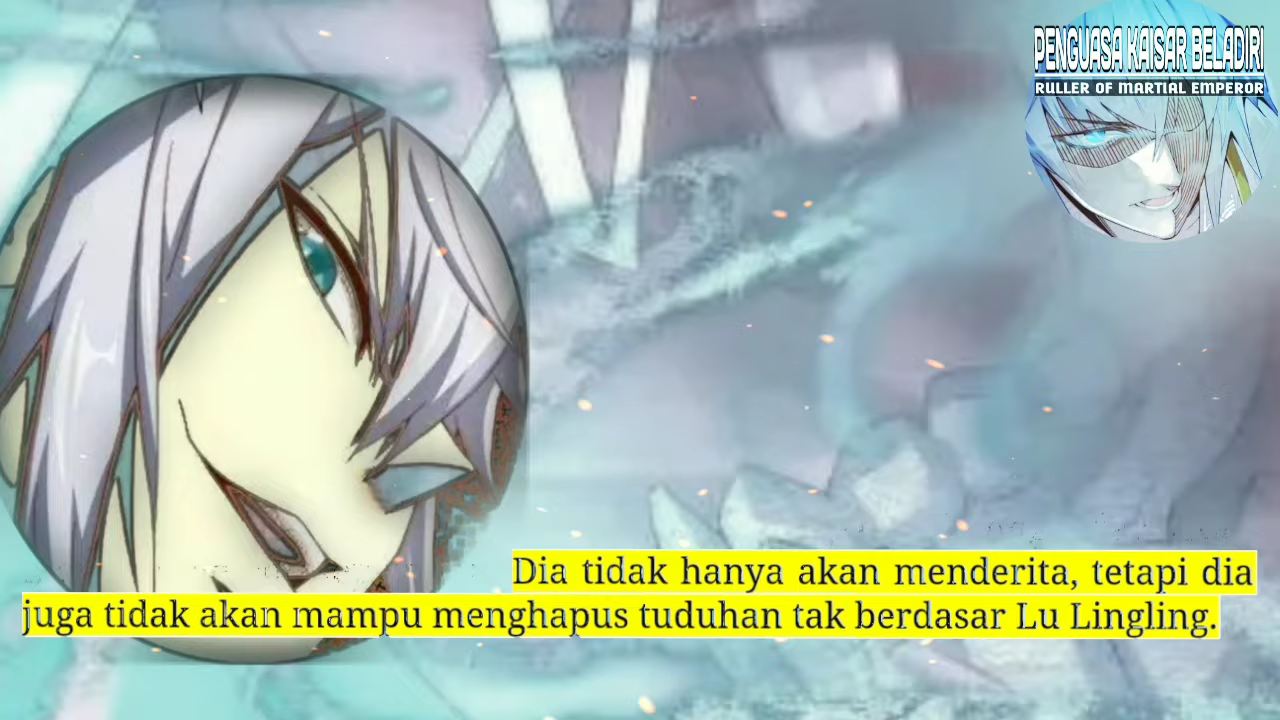 PENGUASA KAISAR BELADIRI
RULLER OF MARTIAL EMPEROR
Dia tidak hanya akan menderita, tetapi dia
juga tidak akan mampu menghapus tuduhan tak berdasar Lu Lingling.